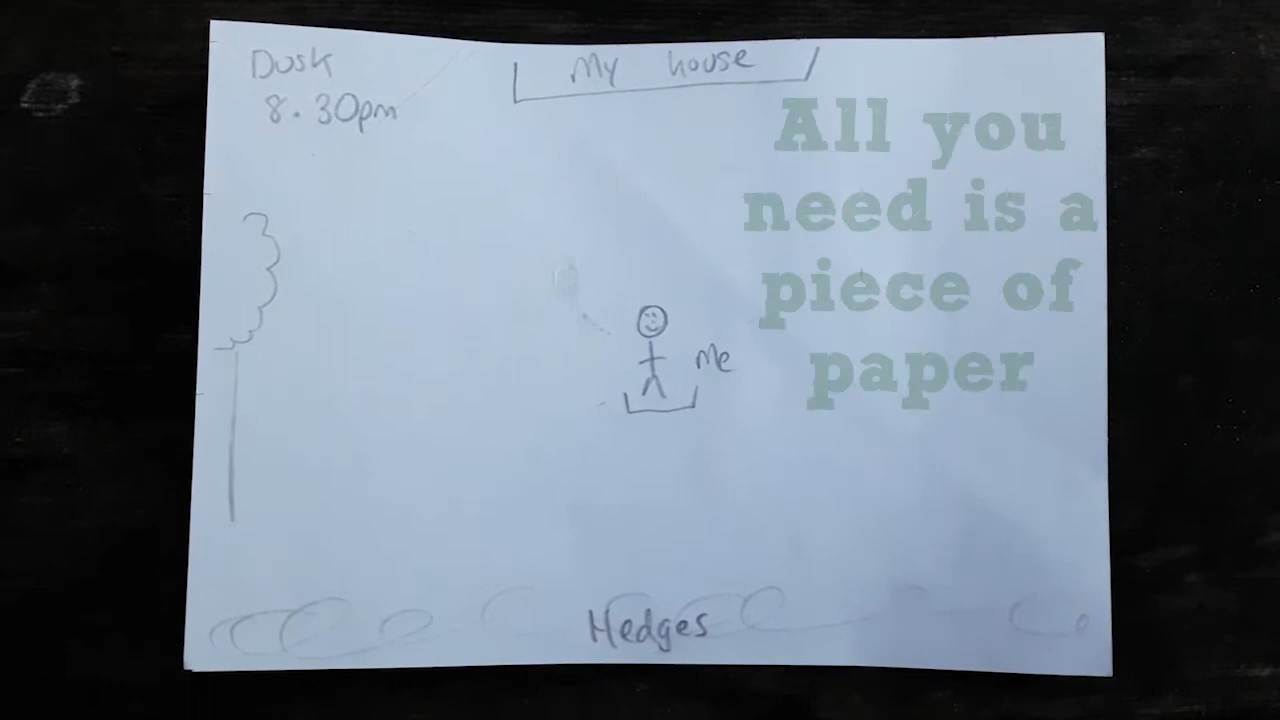 Dusk
8.30pm
My house
All you
need is a
piece of
paper
Me
Hedges